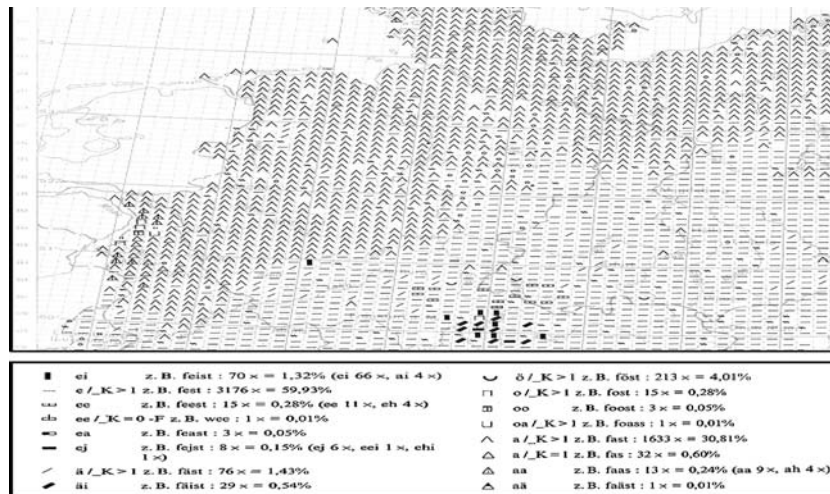 ei z.B. feist : 70 x = 1,32% (ei 66 x, ai 4 x)
e /_K > 1 z.B. fest : 3176 x = 59,93%
ee z.B. feest : 15 x = 0,28% (ee 11 x, eh 4 x)
ee /_K = 0 -F z.B. wee : 1 x = 0,01%
ea z.B. feast : 3 x = 0,05%
ej z.B. fejst : 8 x = 0,15% (ej 6 x, eei 1 x, ehi
1 x)
ä /_K > 1 z.B. fäst : 76 x = 1,43%
äi z.B. fäist : 29 x = 0,54%
ö /_K > 1 z.B. föst : 213 x = 4,01%
o /_K > 1 z.B. fost : 15 x = 0,28%
oo z.B. foost : 3 x = 0,05%
oa /_K > 1 z.B. foass : 1 x = 0,01%
a /_K > 1 z.B. fast : 1633 x = 30,81%
a /_K = 1 z.B. fas : 32 x = 0,60%
aa z.B. faas : 13 x = 0,24% (aa 9 x, ah 4 x)
aä z.B. faäst : 1 x = 0,01%